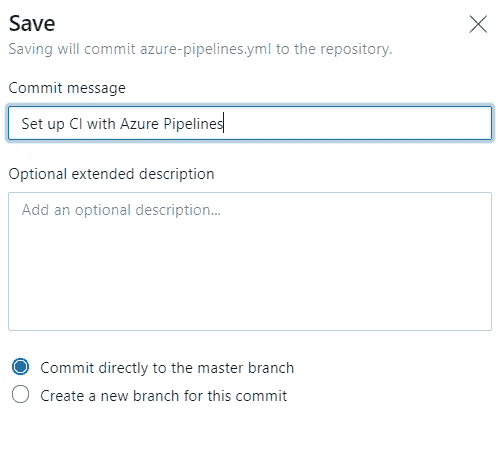 Save
Saving will commit azure-pipelines.yml to the repository.
Commit message
Set up CI with Azure Pipelines
Optional extended description
Add an optional description...
Commit directly to the master branch
Create a new branch for this commit